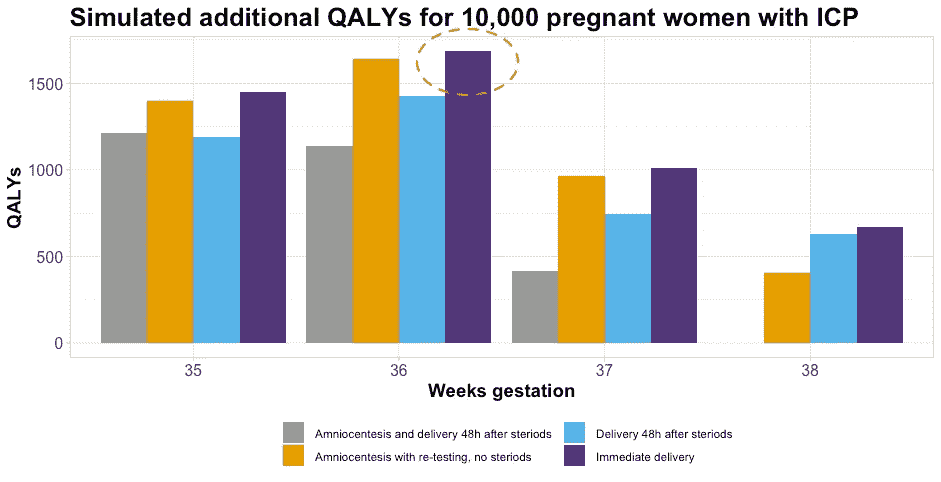 Simulated additional QALYs for 10,000 pregnant women with ICP
QALYs
1500
1000
500
0
35 36 37 38
Weeks gestation
Amniocentesis and delivery 48h after steriods Delivery 48h after steriods
Amniocentesis with re-testing, no steriods Immediate delivery